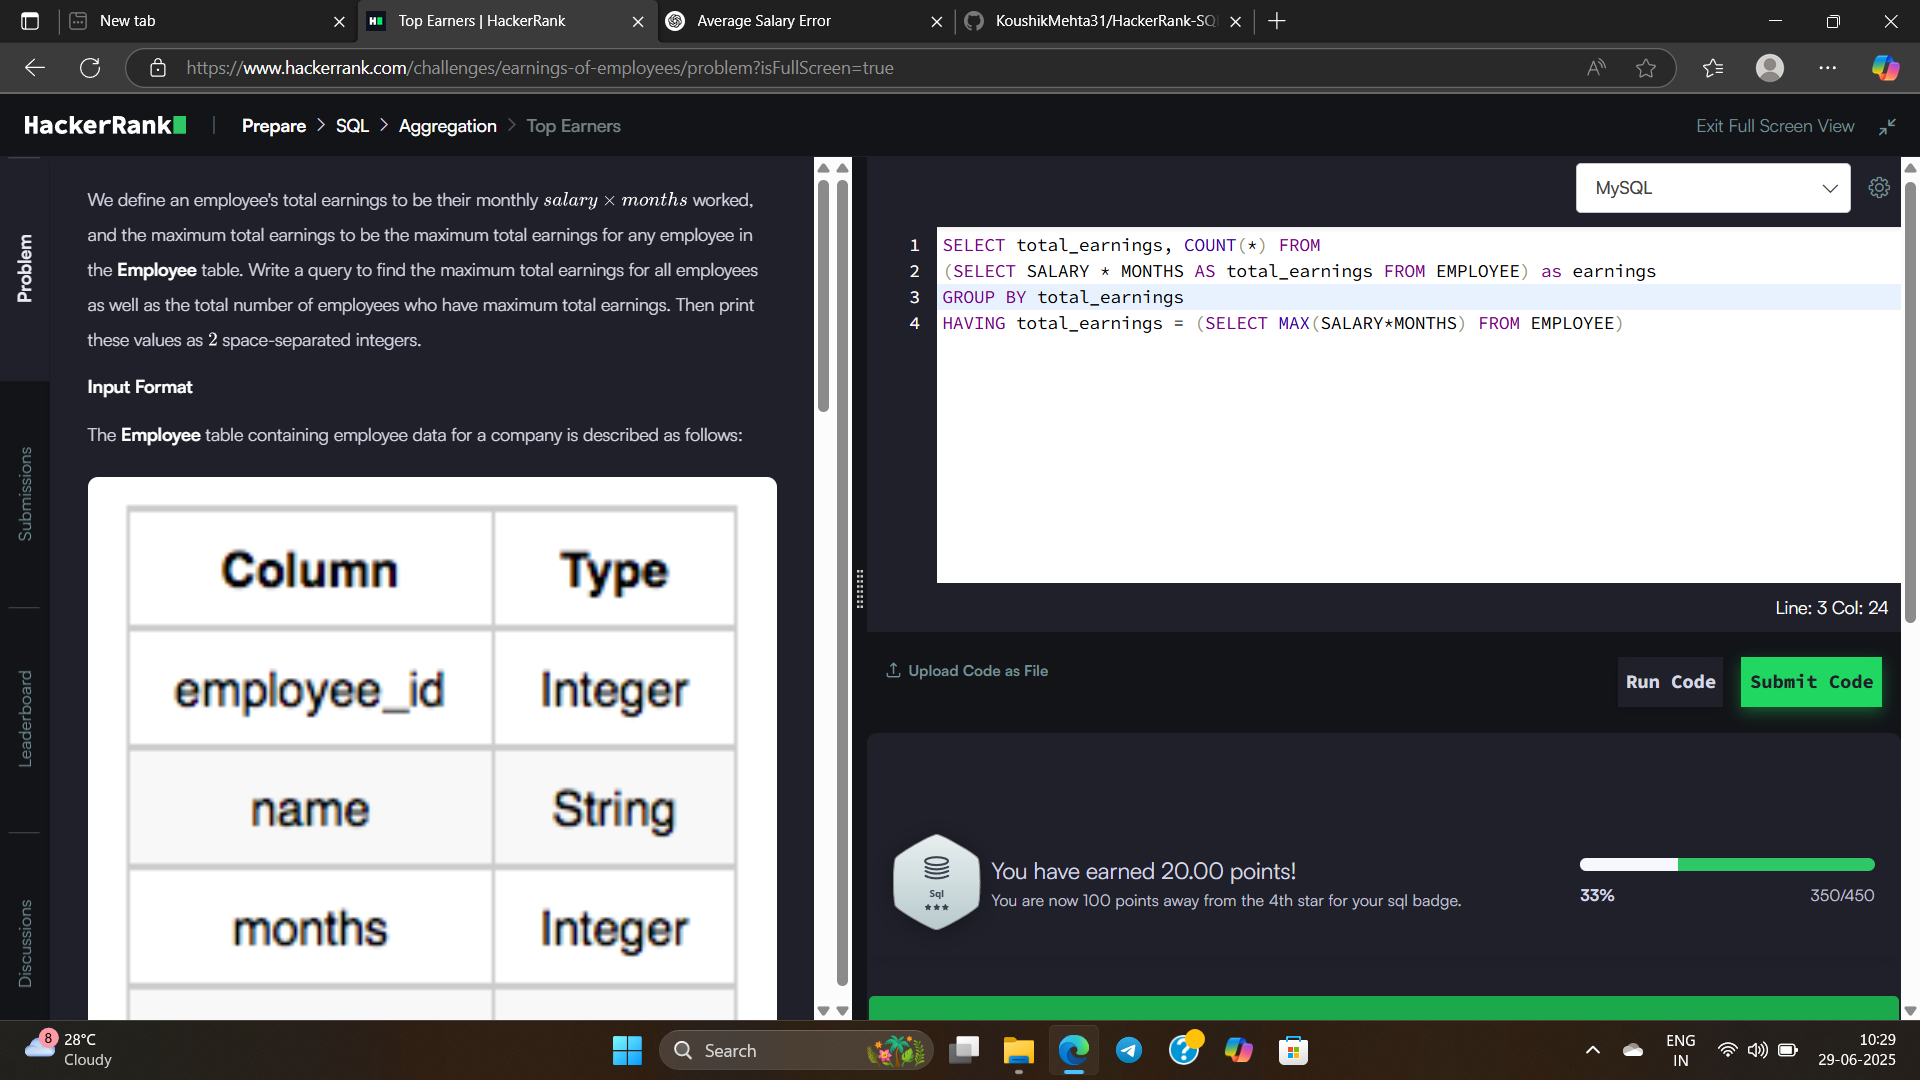 New tab
Top Earners | HackerRank
Average Salary Error
KoushikMehta31/HackerRank-SQ
https://www.hackerrank.com/challenges/earnings-of-employees/problem?isFullScreen=true
HackerRank
Prepare > SQL > Aggregation > Top Earners
Exit Full Screen View
Problem
Submissions
Leaderboard
Discussions
We define an employee's total earnings to be their monthly salary × months worked,
and the maximum total earnings to be the maximum total earnings for any employee in
the Employee table. Write a query to find the maximum total earnings for all employees
as well as the total number of employees who have maximum total earnings. Then print
these values as 2 space-separated integers.
Input Format
The Employee table containing employee data for a company is described as follows:
Column Type
employee_id Integer
name String
months Integer
MySQL
1 SELECT total_earnings, COUNT(*) FROM
2 (SELECT SALARY * MONTHS AS total_earnings FROM EMPLOYEE) as earnings
3 GROUP BY total_earnings
4 HAVING total_earnings = (SELECT MAX(SALARY*MONTHS) FROM EMPLOYEE)
Line: 3 Col: 24
Upload Code as File
Run Code
Submit Code
Sql
You have earned 20.00 points!
You are now 100 points away from the 4th star for your sql badge.
33%
350/450
8
28°C
Cloudy
Search
ENG
IN
10:29
29-06-2025